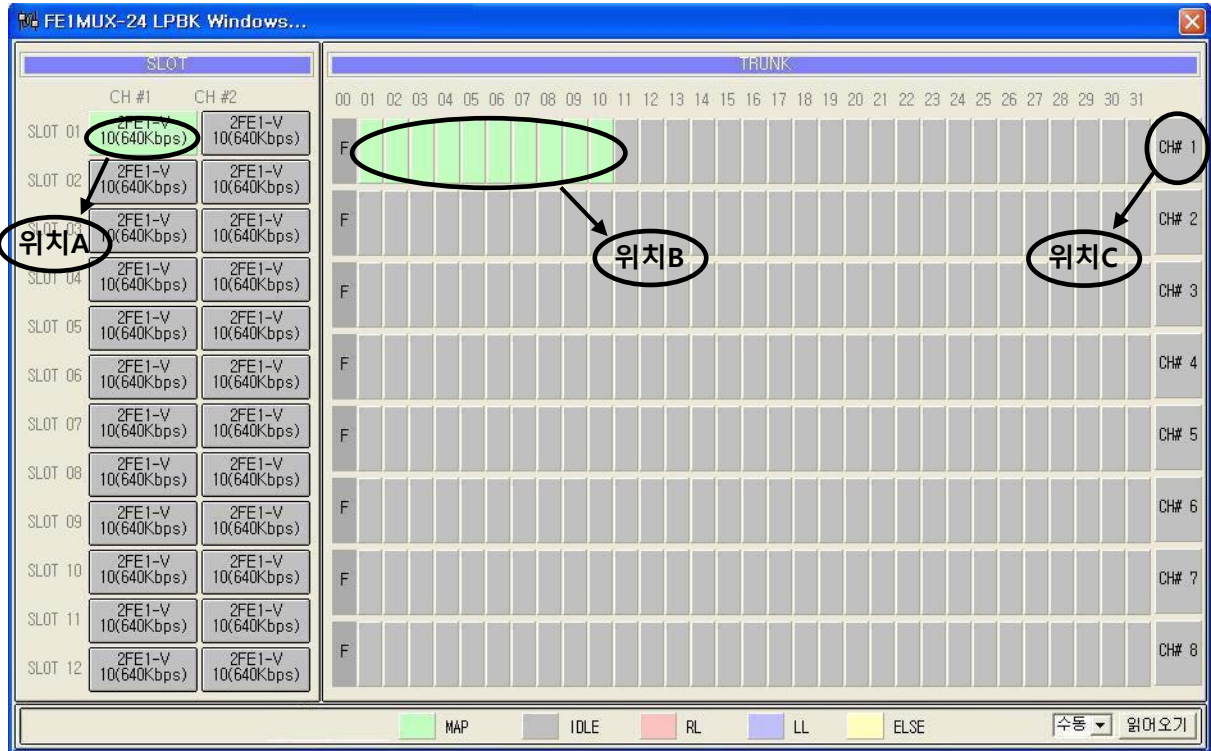 FE1MUX-24 LPBK Windows...
SLOT
TRUNK
CH #1 CH #2
00 01 02 03 04 05 06 07 08 09 10 11 12 13 14 15 16 17 18 19 20 21 22 23 24 25 26 27 28 29 30 31
SLOT 01 2FE1-V 10(640Kbps) 2FE1-V 10(640Kbps)
SLOT 02 2FE1-V 10(640Kbps) 2FE1-V 10(640Kbps)
SLOT 03 2FE1-V 10(640Kbps) 2FE1-V 10(640Kbps)
SLOT 04 2FE1-V 10(640Kbps) 2FE1-V 10(640Kbps)
SLOT 05 2FE1-V 10(640Kbps) 2FE1-V 10(640Kbps)
SLOT 06 2FE1-V 10(640Kbps) 2FE1-V 10(640Kbps)
SLOT 07 2FE1-V 10(640Kbps) 2FE1-V 10(640Kbps)
SLOT 08 2FE1-V 10(640Kbps) 2FE1-V 10(640Kbps)
SLOT 09 2FE1-V 10(640Kbps) 2FE1-V 10(640Kbps)
SLOT 10 2FE1-V 10(640Kbps) 2FE1-V 10(640Kbps)
SLOT 11 2FE1-V 10(640Kbps) 2FE1-V 10(640Kbps)
SLOT 12 2FE1-V 10(640Kbps) 2FE1-V 10(640Kbps)
위치A
F CH# 1
F CH# 2
위치B
위치C
F CH# 3
F CH# 4
F CH# 5
F CH# 6
F CH# 7
F CH# 8
MAP IDLE RL LL ELSE 수동 읽어오기